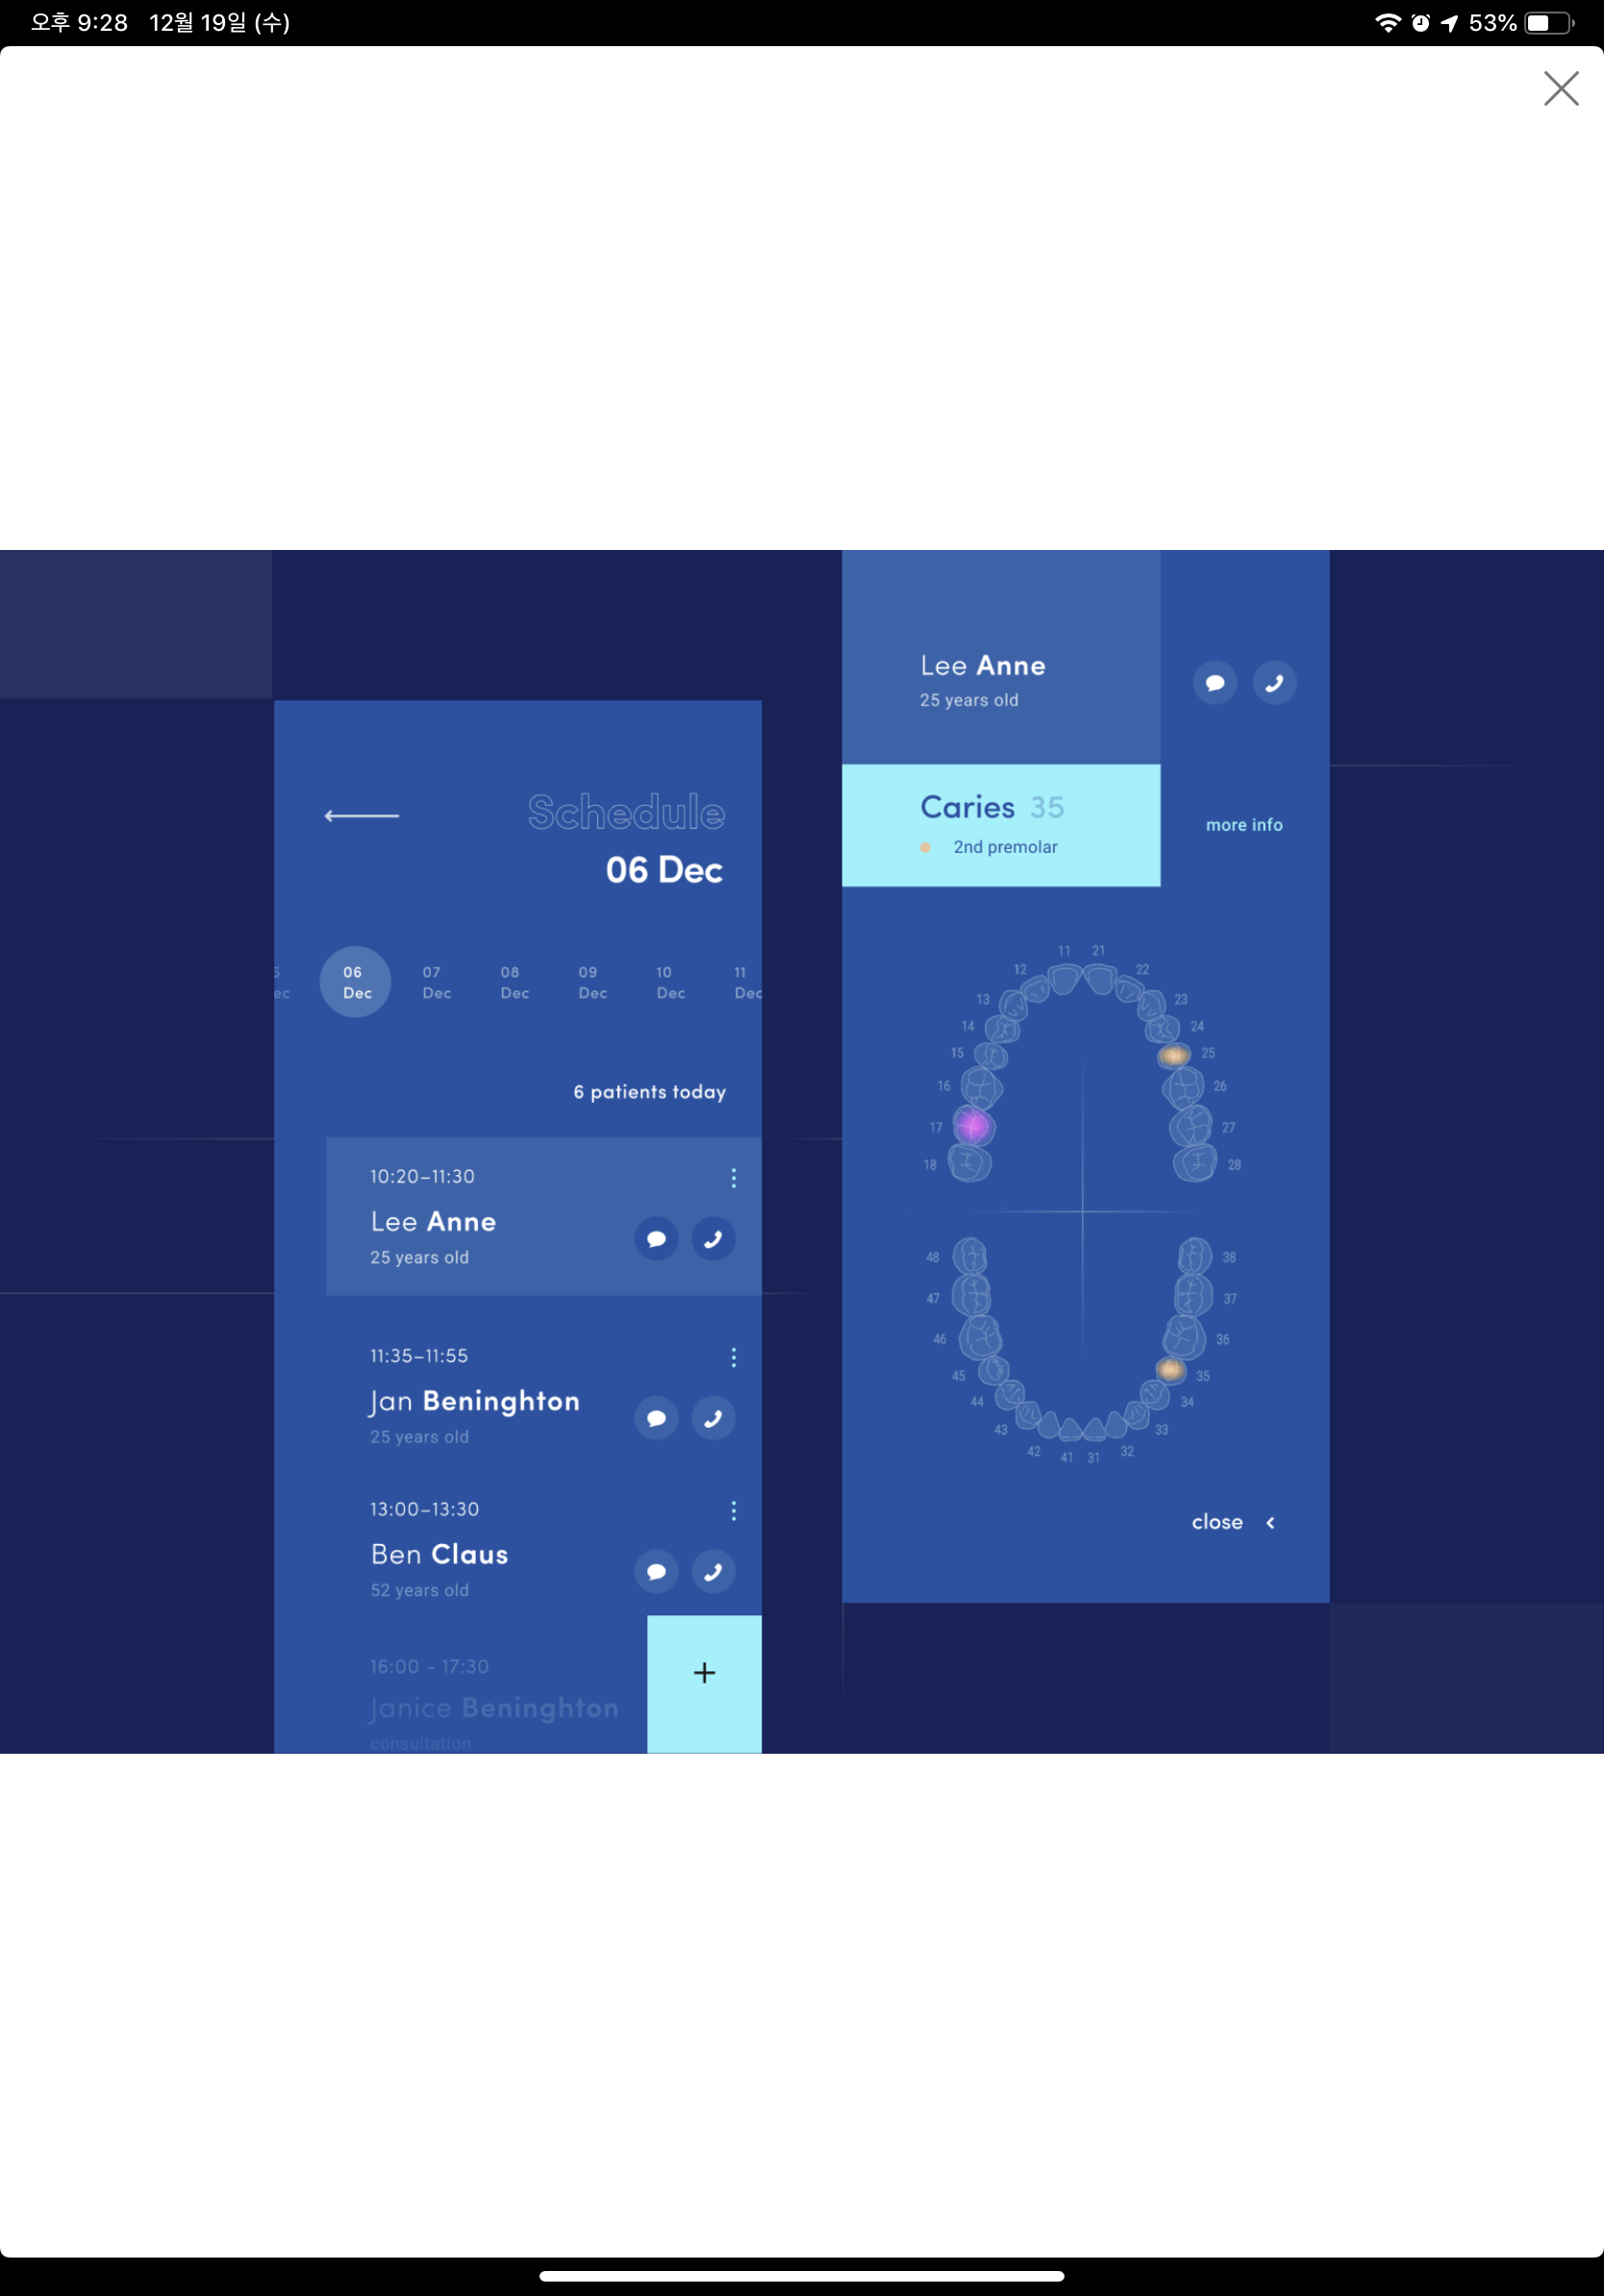 오후 9:28 12월 19일 (수)
53%
Schedule
06 Dec
5
ec
06
Dec
07
Dec
08
Dec
09
Dec
10
Dec
11
Dec
6 patients today
10:20–11:30
Lee Anne
25 years old
11:35–11:55
Jan Beninghton
25 years old
13:00–13:30
Ben Claus
52 years old
16:00 - 17:30
Janice Beninghton
consultation
+
Lee Anne
25 years old
Caries 35
2nd premolar
more info
11 21
12 22
13 23
14 24
15 25
16 26
17 27
18 28
48 38
47 37
46 36
45 35
44 34
43 33
42 32
41 31
close